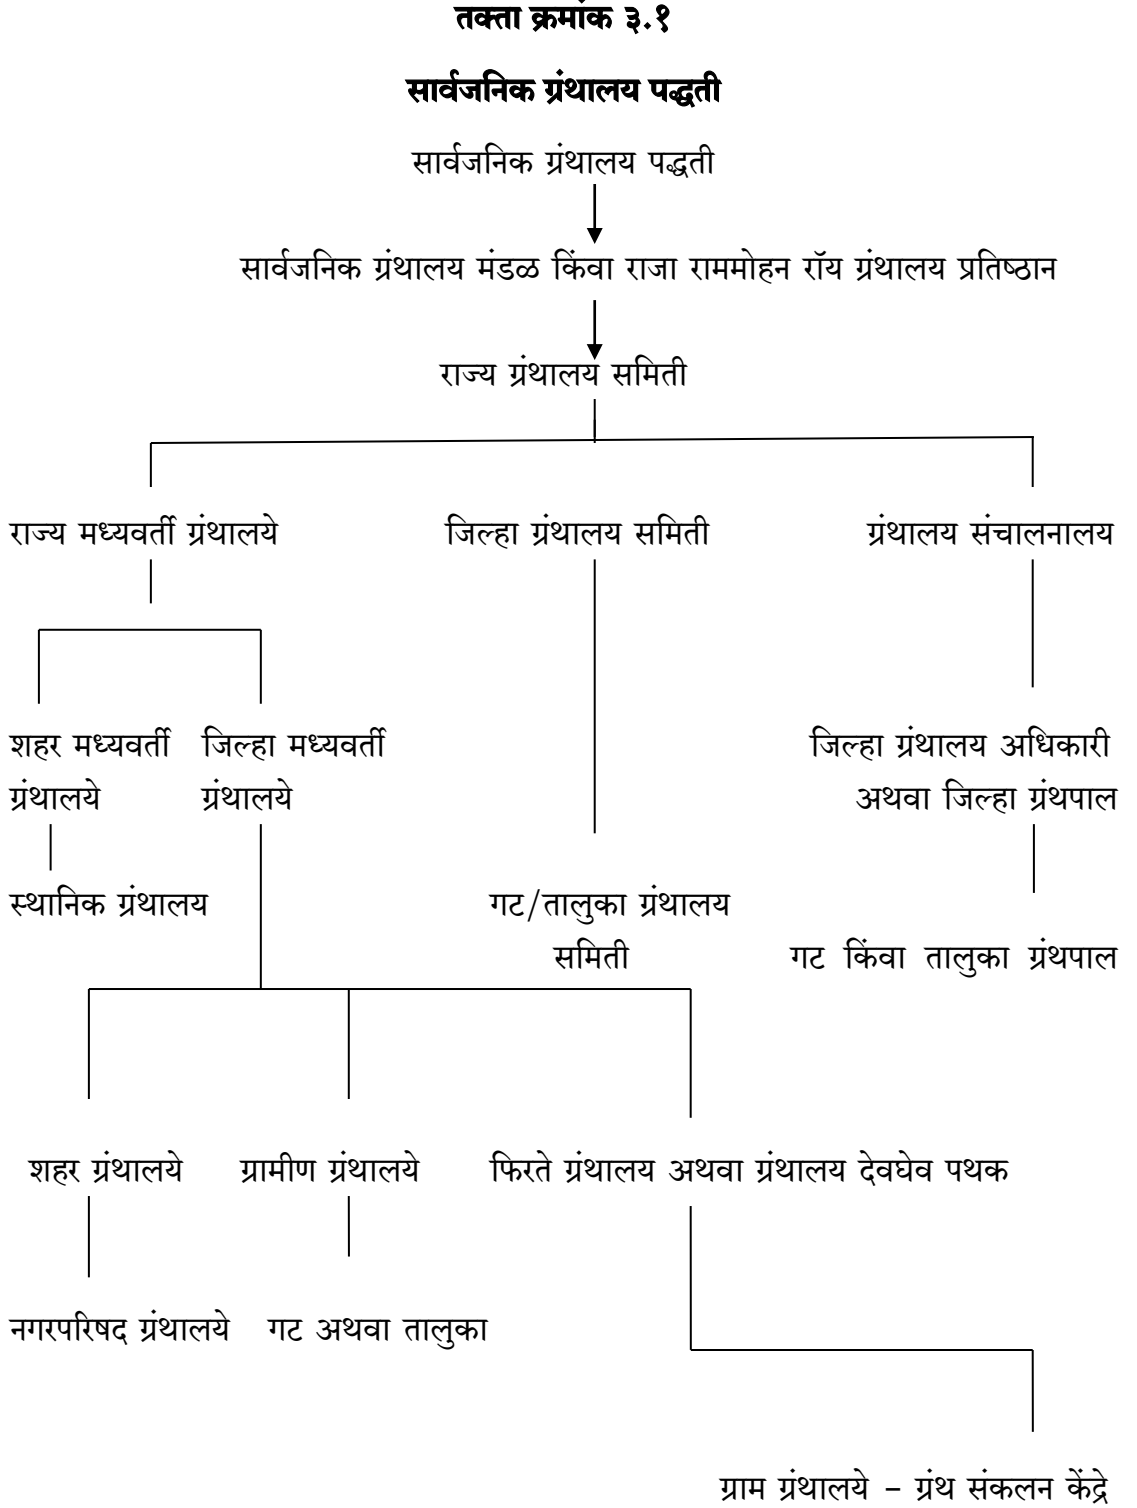 तक्ता क्रमांक ३.१
सार्वजनिक ग्रंथालय पद्धती
सार्वजनिक ग्रंथालय पद्धती
सार्वजनिक ग्रंथालय मंडळ किंवा राजा राममोहन रॉय ग्रंथालय प्रतिष्ठान
राज्य ग्रंथालय समिती
राज्य मध्यवर्ती ग्रंथालये जिल्हा ग्रंथालय समिती ग्रंथालय संचालनालय
शहर मध्यवर्ती जिल्हा मध्यवर्ती जिल्हा ग्रंथालय अधिकारी
ग्रंथालये ग्रंथालये अथवा जिल्हा ग्रंथपाल
स्थानिक ग्रंथालय गट/तालुका ग्रंथालय
समिती गट किंवा तालुका ग्रंथपाल
शहर ग्रंथालये ग्रामीण ग्रंथालये फिरते ग्रंथालय अथवा ग्रंथालय देवघेव पथक
नगरपरिषद ग्रंथालये गट अथवा तालुका
ग्राम ग्रंथालये – ग्रंथ संकलन केंद्रे